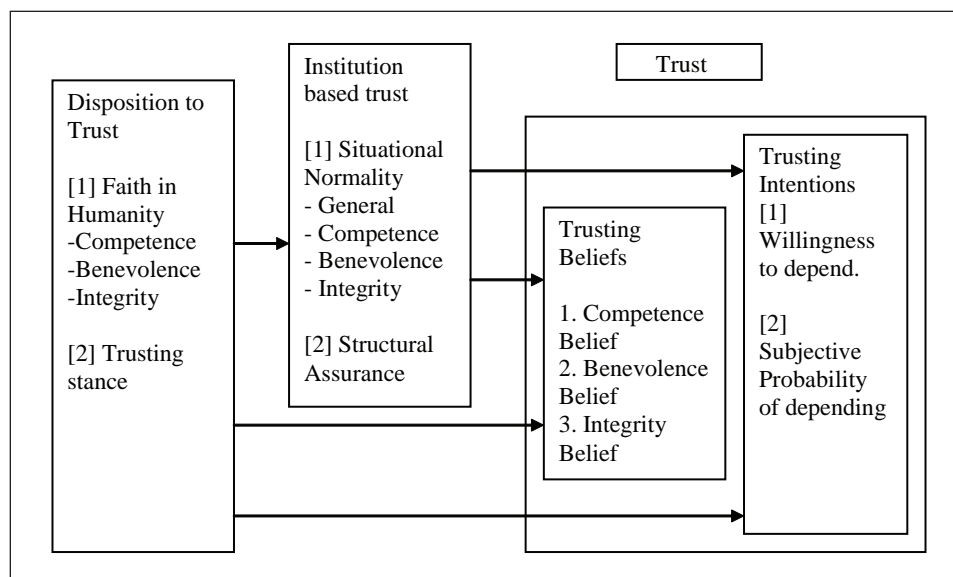 Disposition to
Trust
[1] Faith in
Humanity
-Competence
-Benevolence
-Integrity
[2] Trusting
stance
Institution
based trust
[1] Situational
Normality
- General
- Competence
- Benevolence
- Integrity
[2] Structural
Assurance
Trust
Trusting
Beliefs
1. Competence
Belief
2. Benevolence
Belief
3. Integrity
Belief
Trusting
Intentions
[1]
Willingness
to depend.
[2]
Subjective
Probability
of depending